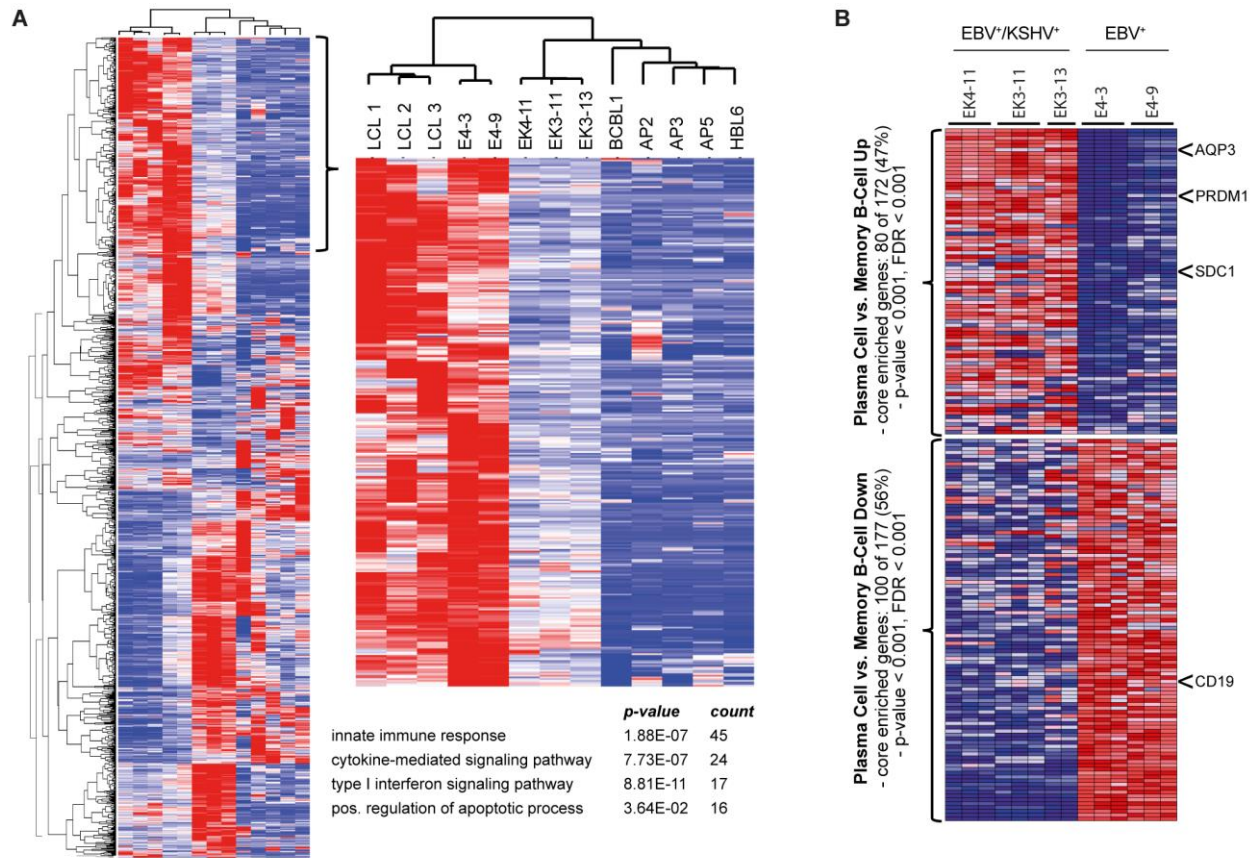 A
LCL 1
LCL 2
LCL 3
E4-3
E4-9
EK4-11
EK3-11
EK3-13
BCBL1
AP2
AP3
AP5
HBL6
p-value count
innate immune response 1.88E-07 45
cytokine-mediated signaling pathway 7.73E-07 24
type I interferon signaling pathway 8.81E-11 17
pos. regulation of apoptotic process 3.64E-02 16
B
EBV⁺/KSHV⁺ EBV⁺
EK4-11
EK3-11
EK3-13
E4-3
E4-9
Plasma Cell vs. Memory B-Cell Up
- core enriched genes: 80 of 172 (47%)
- p-value < 0.001, FDR < 0.001
AQP3
PRDM1
SDC1
Plasma Cell vs. Memory B-Cell Down
- core enriched genes: 100 of 177 (56%)
- p-value < 0.001, FDR < 0.001
CD19